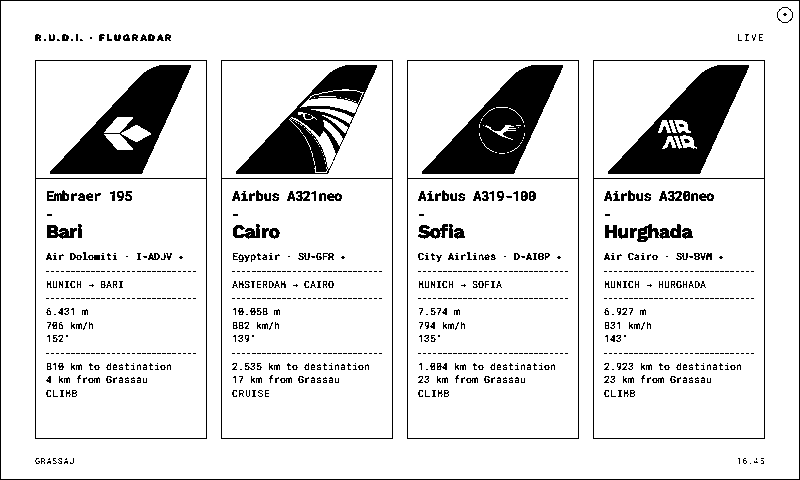 R.U.D.I. · FLUGRADAR
LIVE
Embraer 195
-
Bari
Air Dolomiti · I-ADJV
MUNICH → BARI
6.431 m
706 km/h
152°
810 km to destination
4 km from Grassau
CLIMB
Airbus A321neo
-
Cairo
Egyptair · SU-GFR
AMSTERDAM → CAIRO
10.058 m
882 km/h
139°
2.535 km to destination
17 km from Grassau
CRUISE
Airbus A319-100
-
Sofia
City Airlines · D-AIBP
MUNICH → SOFIA
7.574 m
794 km/h
135°
1.004 km to destination
23 km from Grassau
CLIMB
AIR
AIR
Airbus A320neo
-
Hurghada
Air Cairo · SU-BVM
MUNICH → HURGHADA
6.927 m
831 km/h
143°
2.923 km to destination
23 km from Grassau
CLIMB
GRASSAU
16:45